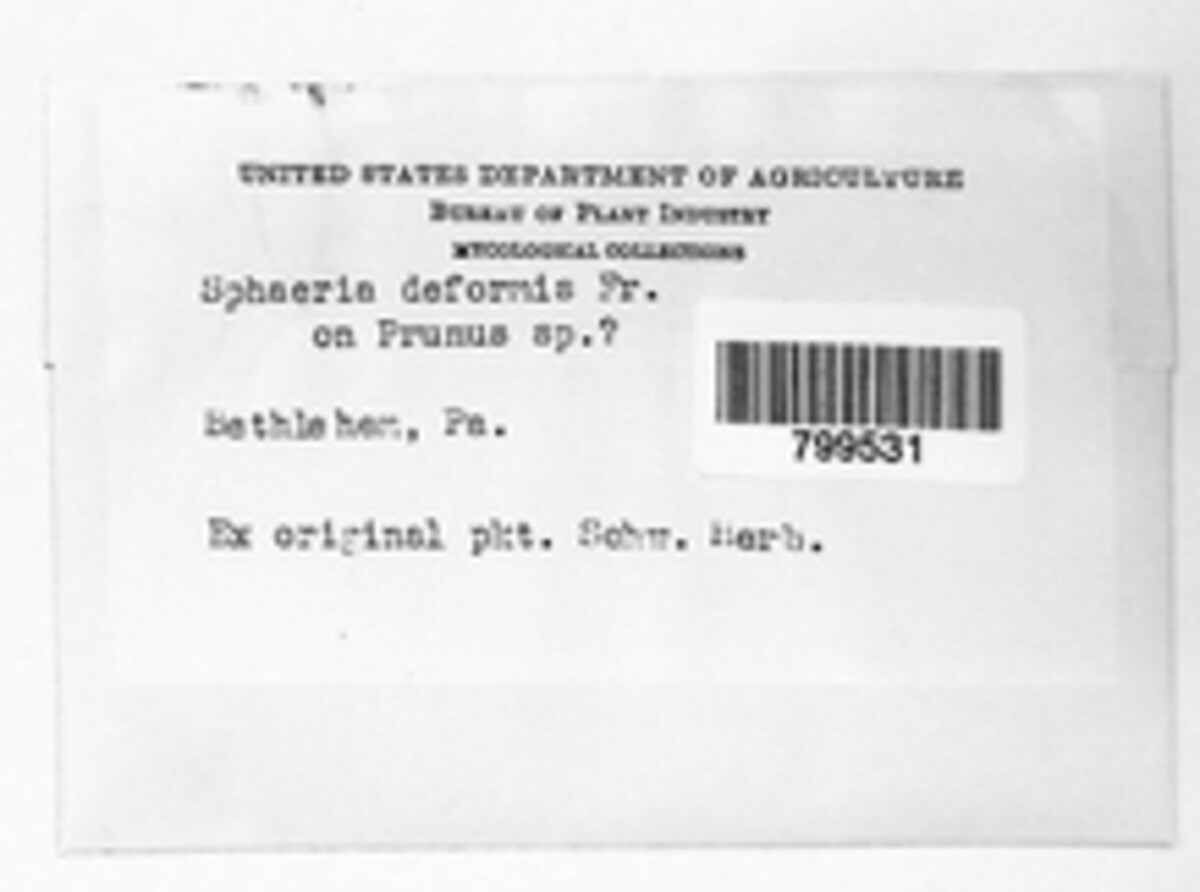 UNITED STATES DEPARTMENT OF AGRICULTURE
BUREAU OF PLANT INDUSTRY
MYCOLOGICAL COLLECTIONS
Sphaeria deformis Fr.
on Prunus sp.?
Bethlehem, Pa.
799531
Ex original pkt. Schw. Herb.